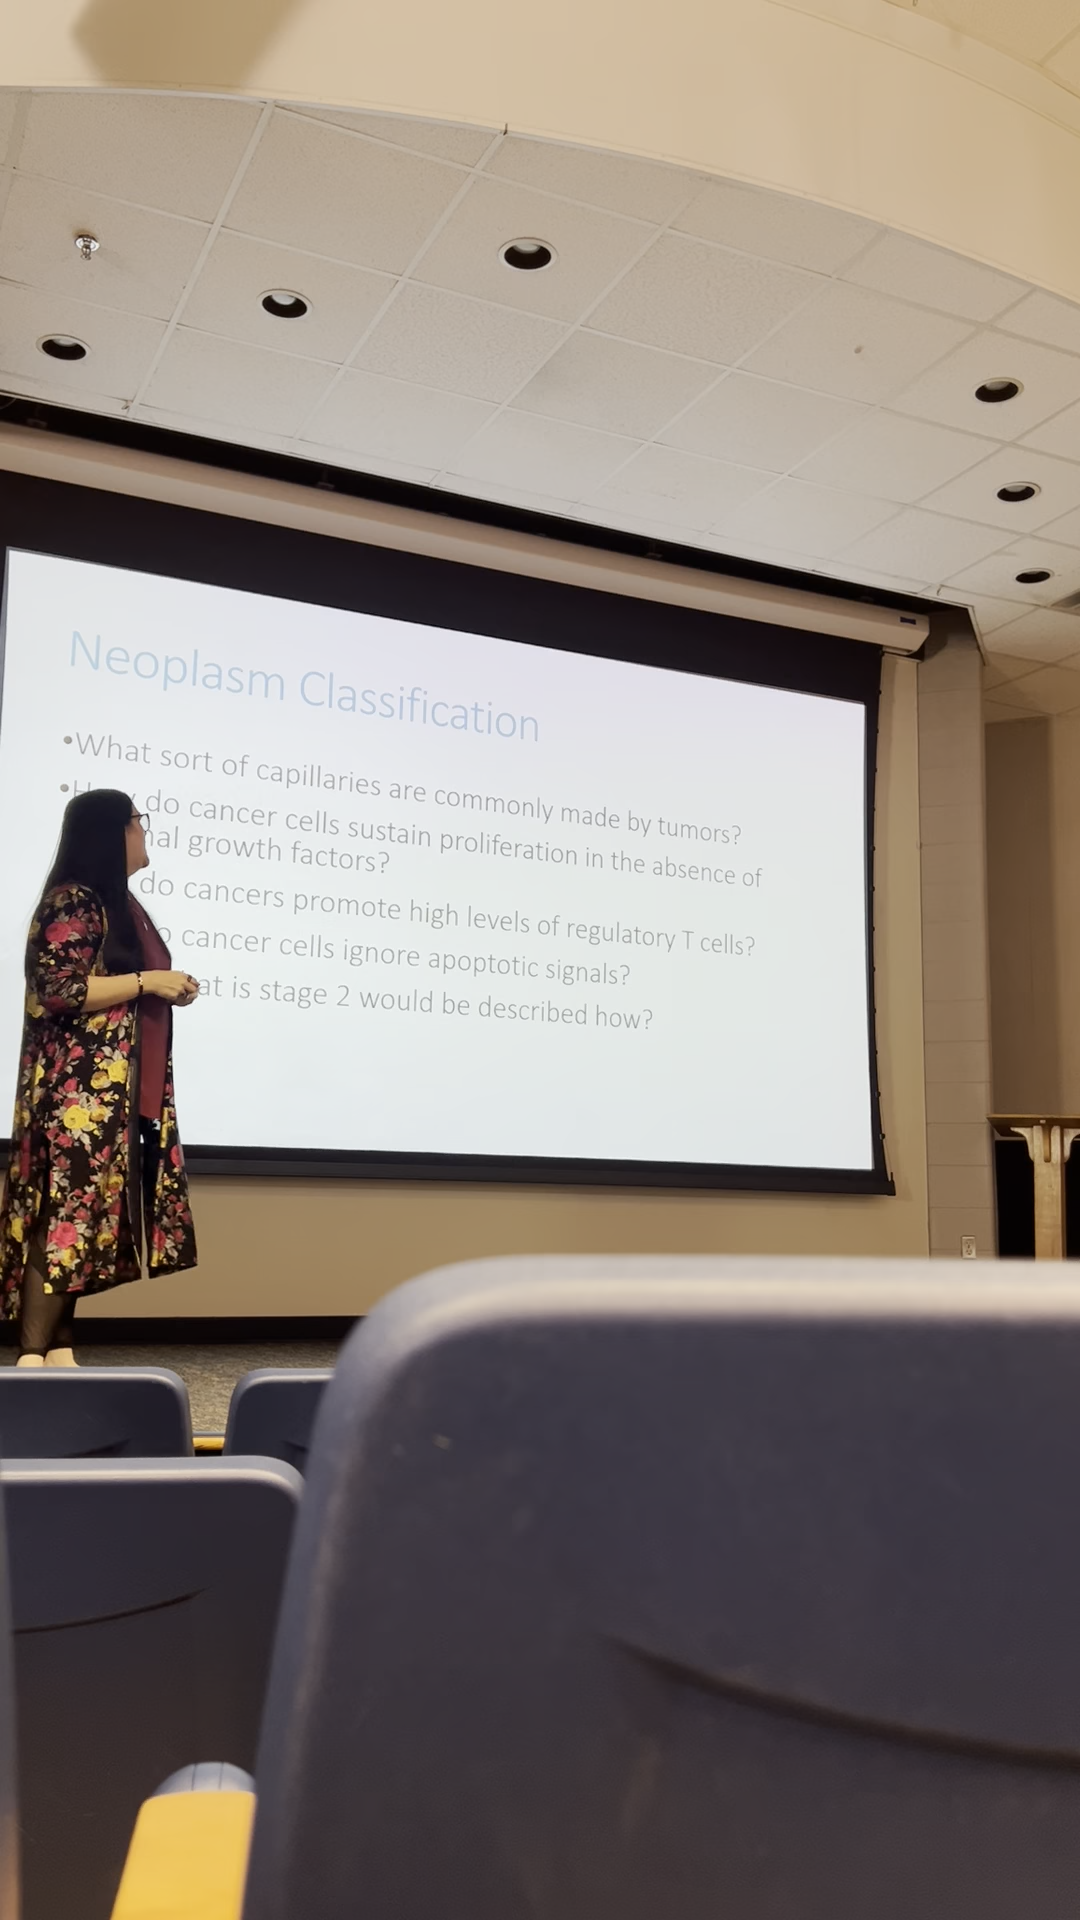 Neoplasm Classification
•What sort of capillaries are commonly made by tumors?
• do cancer cells sustain proliferation in the absence of
growth factors?
do cancers promote high levels of regulatory T cells?
cancer cells ignore apoptotic signals?
is stage 2 would be described how?